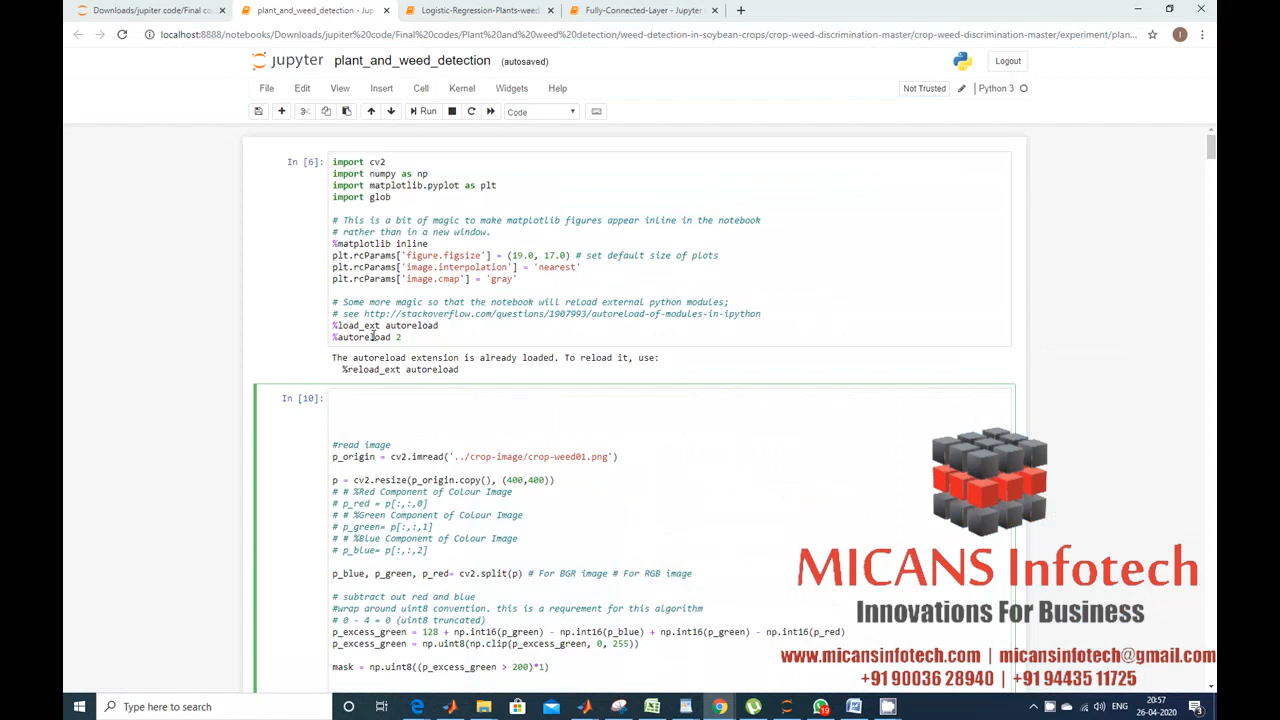 Downloads/jupiter code/Final co
plant_and_weed_detection - Jup
Logistic-Regression-Plants-weed
Fully-Connected-Layer - Jupyter
localhost:8888/notebooks/Downloads/jupiter%20code/Final%20codes/Plant%20and%20weed%20detection/weed-detection-in-soybean-crops/crop-weed-discrimination-master/crop-weed-discrimination-master/experiment/plan...
I
jupyter plant_and_weed_detection (autosaved)
Logout
File Edit View Insert Cell Kernel Widgets Help
Not Trusted
Python 3
Run
Code
In [6]:
import cv2
import numpy as np
import matplotlib.pyplot as plt
import glob
# This is a bit of magic to make matplotlib figures appear inline in the notebook
# rather than in a new window.
%matplotlib inline
plt.rcParams['figure.figsize'] = (19.0, 17.0) # set default size of plots
plt.rcParams['image.interpolation'] = 'nearest'
plt.rcParams['image.cmap'] = 'gray'
# Some more magic so that the notebook will reload external python modules;
# see http://stackoverflow.com/questions/1907993/autoreload-of-modules-in-ipython
%load_ext autoreload
%autoreload 2
The autoreload extension is already loaded. To reload it, use:
%reload_ext autoreload
In [10]:
#read image
p_origin = cv2.imread('../crop-image/crop-weed01.png')
p = cv2.resize(p_origin.copy(), (400,400))
# # %Red Component of Colour Image
# p_red = p[:,:,0]
# # %Green Component of Colour Image
# p_green= p[:,:,1]
# # %Blue Component of Colour Image
# p_blue= p[:,:,2]
p_blue, p_green, p_red= cv2.split(p) # For BGR image # For RGB image
# subtract out red and blue
#wrap around uint8 convention. this is a requrement for this algorithm
# 0 - 4 = 0 (uint8 truncated)
p_excess_green = 128 + np.int16(p_green) - np.int16(p_blue) + np.int16(p_green) - np.int16(p_red)
p_excess_green = np.uint8(np.clip(p_excess_green, 0, 255))
mask = np.uint8((p_excess_green > 200)*1)
MICANS Infotech
Innovations For Business
www.micansinfotech.com | micansinfotech@gmail.com
+91 90036 28940 | +91 94435 11725
Type here to search
19
20:57
26-04-2020
3